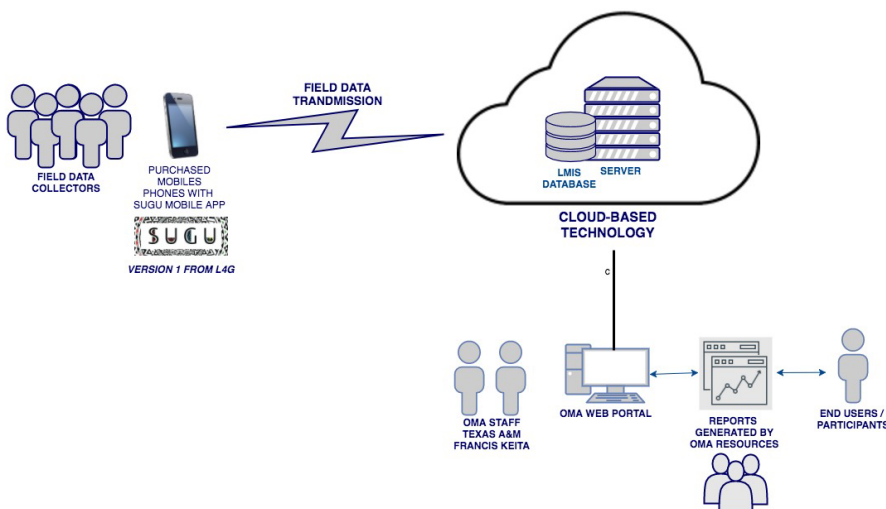 FIELD DATA
TRANDMISSION
FIELD DATA
COLLECTORS
PURCHASED
MOBILES
PHONES WITH
SUGU MOBILE APP
SUGU
VERSION 1 FROM L4G
LMIS
DATABASE
SERVER
CLOUD-BASED
TECHNOLOGY
C
OMA STAFF
TEXAS A&M
FRANCIS KEITA
OMA WEB PORTAL
REPORTS
GENERATED BY
OMA RESOURCES
END USERS /
PARTICIPANTS